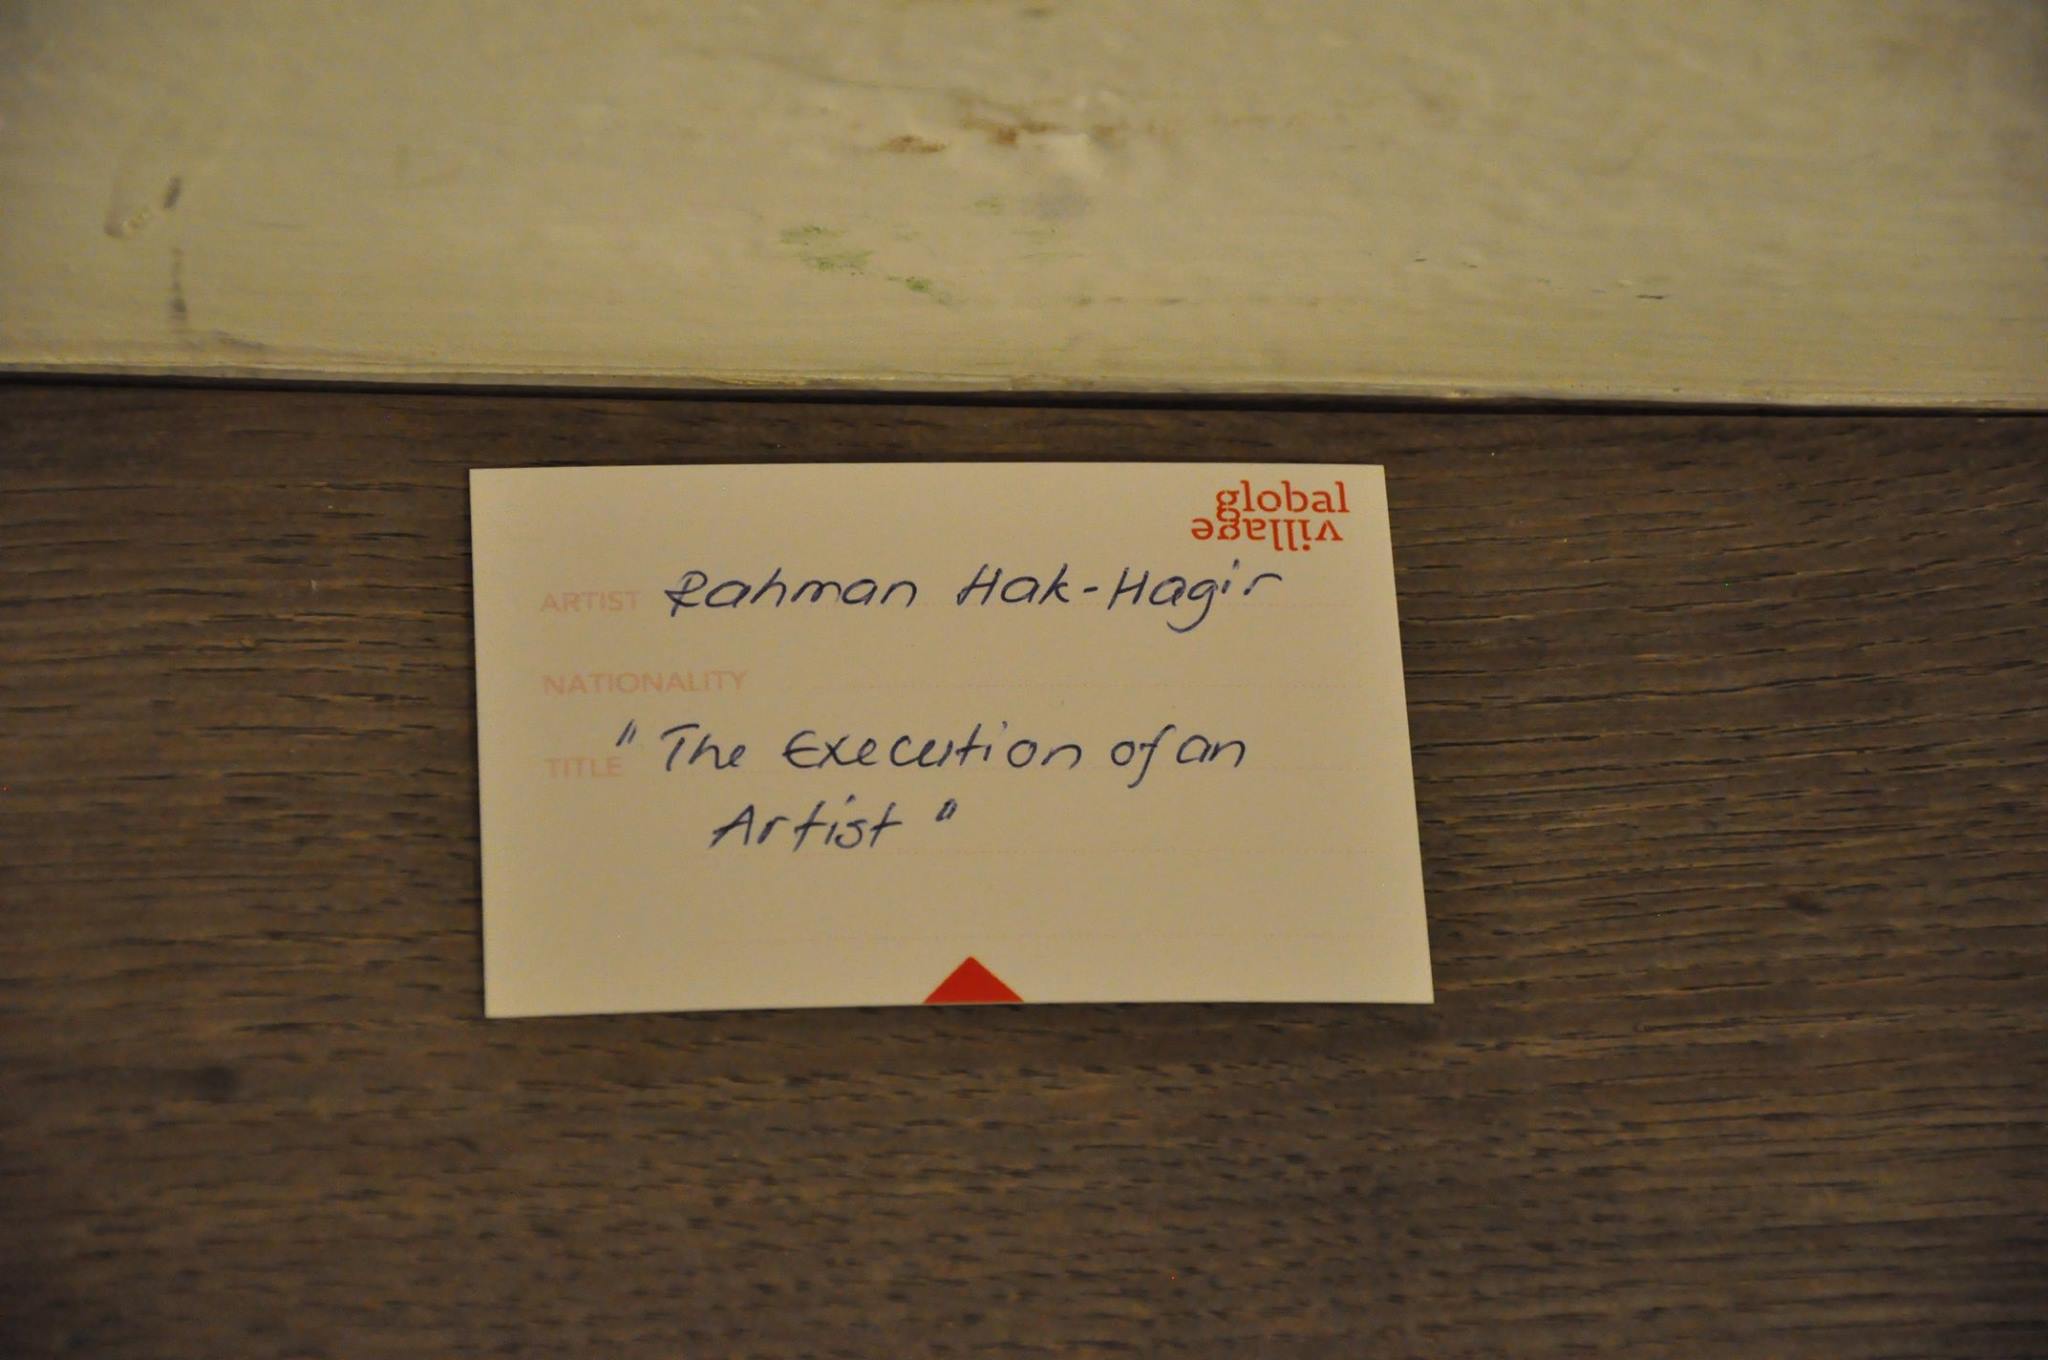 global
village
ARTIST Rahman Hak-Hagir
NATIONALITY
TITLE "The Execution of an
Artist"